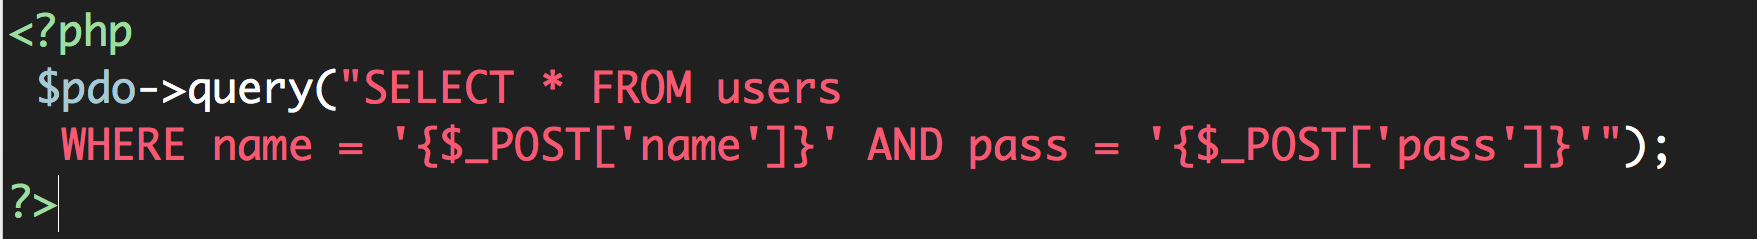 <?php
$pdo->query("SELECT * FROM users
WHERE name = '{$_POST['name']}' AND pass = '{$_POST['pass']}'");
?>